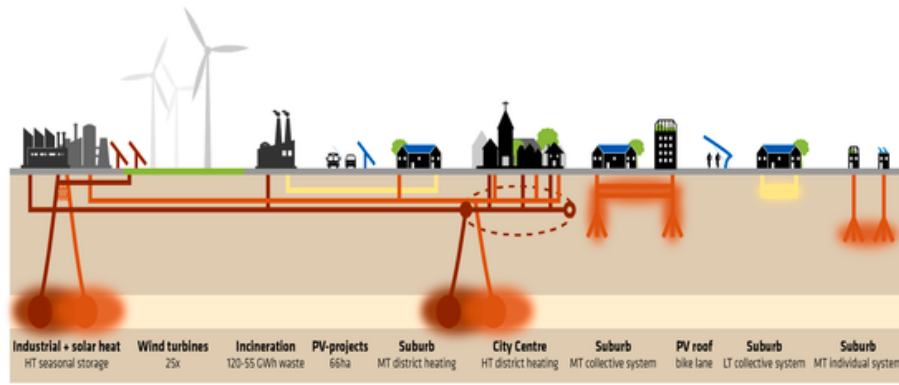 Industrial + solar heat
HT seasonal storage
Wind turbines
25x
Incineration
120-55 GWh waste
PV-projects
66ha
Suburb
MT district heating
City Centre
HT district heating
Suburb
MT collective system
PV roof
bike lane
Suburb
LT collective system
Suburb
MT individual system